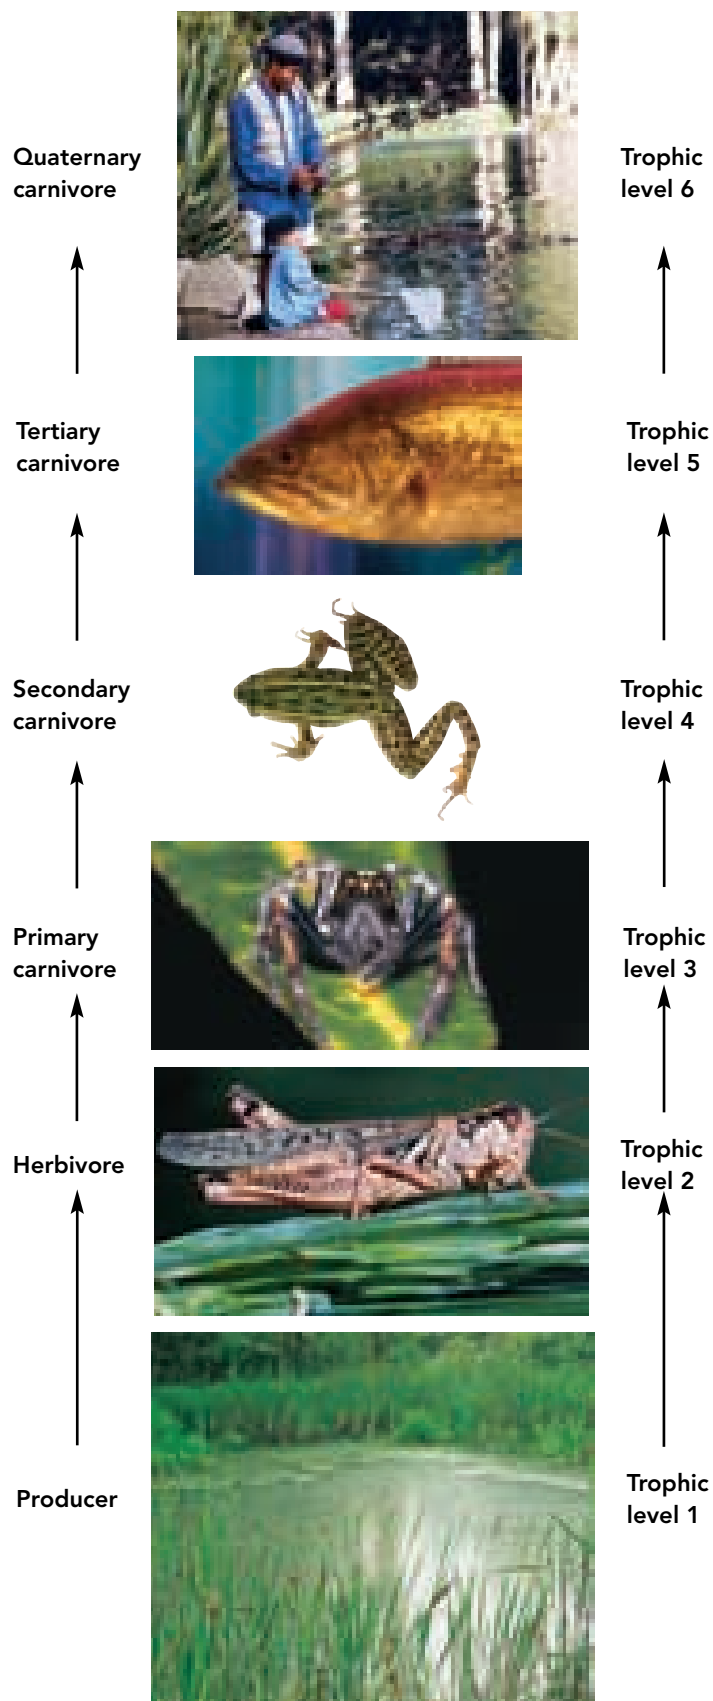 Quaternary
carnivore
Trophic
level 6
Tertiary
carnivore
Trophic
level 5
Secondary
carnivore
Trophic
level 4
Primary
carnivore
Trophic
level 3
Herbivore
Trophic
level 2
Producer
Trophic
level 1